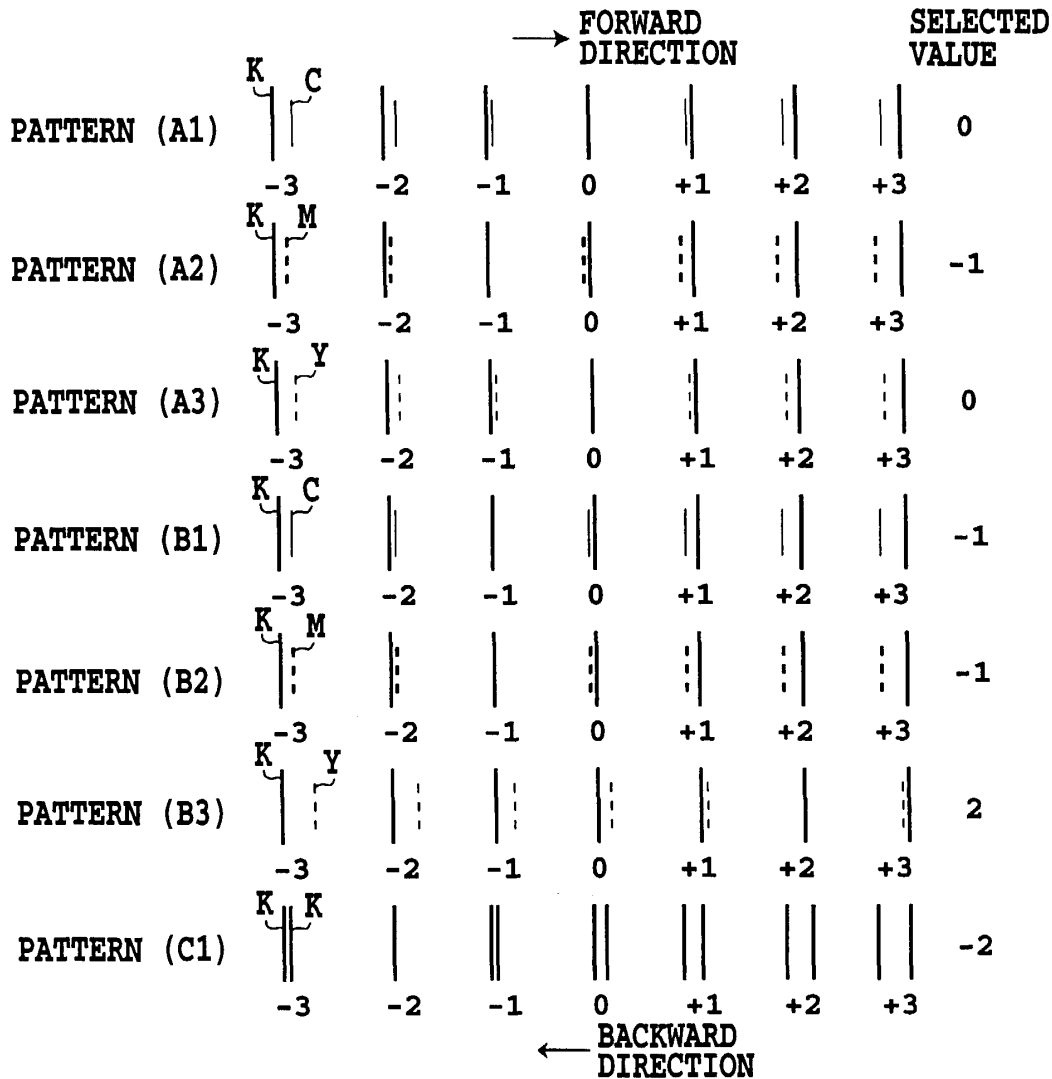 FORWARD DIRECTION SELECTED VALUE
K C
PATTERN (A1) 0
-3 -2 -1 0 +1 +2 +3
K M
PATTERN (A2) -1
-3 -2 -1 0 +1 +2 +3
K Y
PATTERN (A3) 0
-3 -2 -1 0 +1 +2 +3
K C
PATTERN (B1) -1
-3 -2 -1 0 +1 +2 +3
K M
PATTERN (B2) -1
-3 -2 -1 0 +1 +2 +3
K Y
PATTERN (B3) 2
-3 -2 -1 0 +1 +2 +3
K K
PATTERN (C1) -2
-3 -2 -1 0 +1 +2 +3
BACKWARD
DIRECTION